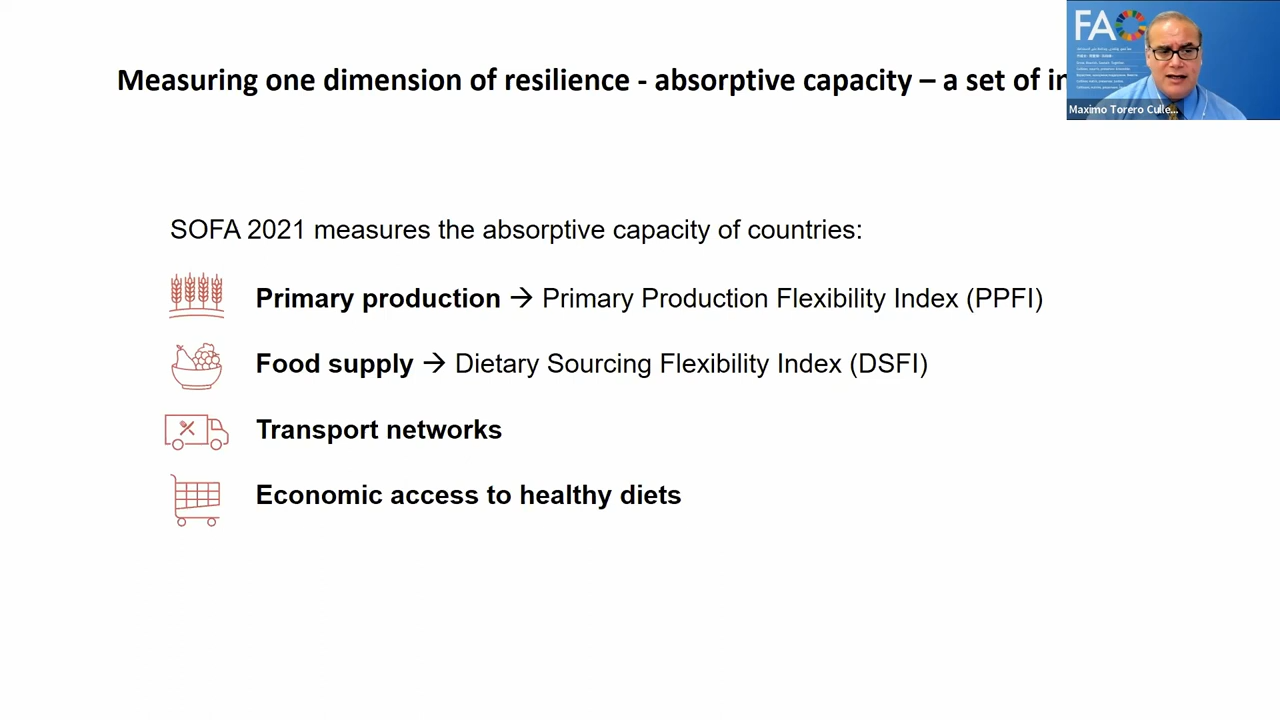 Measuring one dimension of resilience - absorptive capacity – a set of in
FAO
Maximo Torero Culle...
SOFA 2021 measures the absorptive capacity of countries:
Primary production → Primary Production Flexibility Index (PPFI)
Food supply → Dietary Sourcing Flexibility Index (DSFI)
Transport networks
Economic access to healthy diets